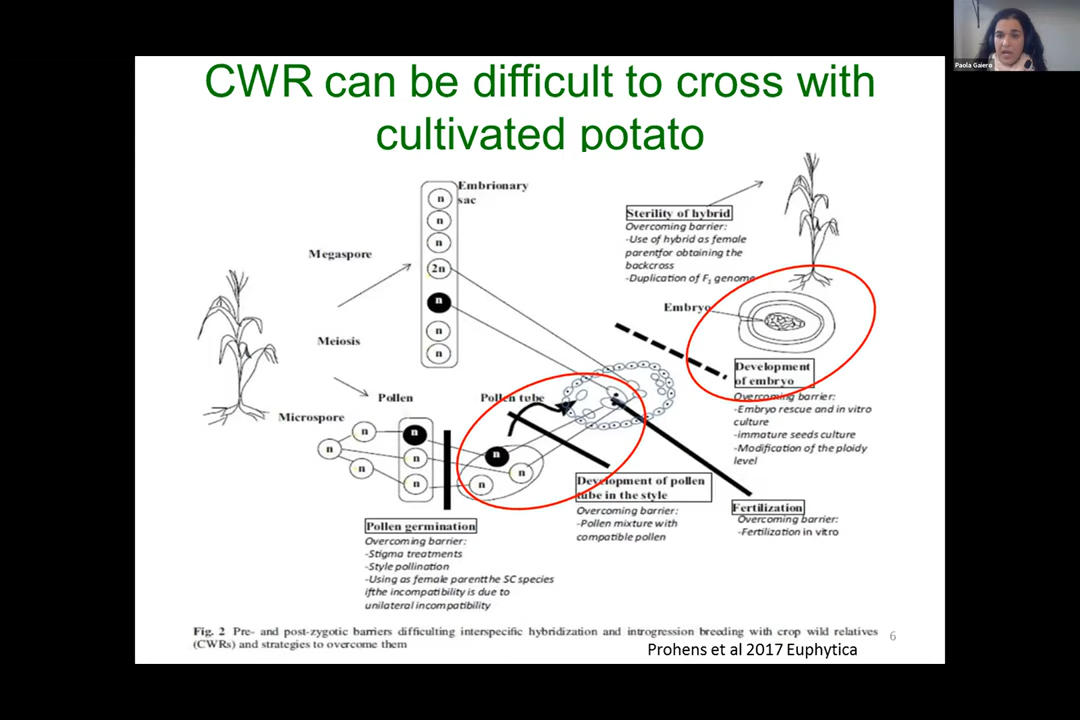 Paola Gaiero
CWR can be difficult to cross with
cultivated potato
Embrionary
sac
n
n
n
2n
n
n
n
Megaspore
Meiosis
Pollen
Microspore
n
n
n
n
n
n
Pollen tube
n
n
n
Sterility of hybrid
Overcoming barrier:
-Use of hybrid as female
parentfor obtaining the
backcross
-Duplication of F1 genome
Embryo
Development
of embryo
Overcoming barrier:
-Embryo rescue and in vitro
culture
-immature seeds culture
-Modification of the ploidy
level
Development of pollen
tube in the style
Overcoming barrier:
-Pollen mixture with
compatible pollen
Fertilization
Overcoming barrier:
-Fertilization in vitro
Pollen germination
Overcoming barrier:
-Stigma treatments
-Style pollination
-Using as female parentthe SC species
ifthe incompatibility is due to
unilateral incompatibility
Fig. 2 Pre- and post-zygotic barriers difficulting interspecific hybridization and introgression breeding with crop wild relatives
(CWRs) and strategies to overcome them
6
Prohens et al 2017 Euphytica